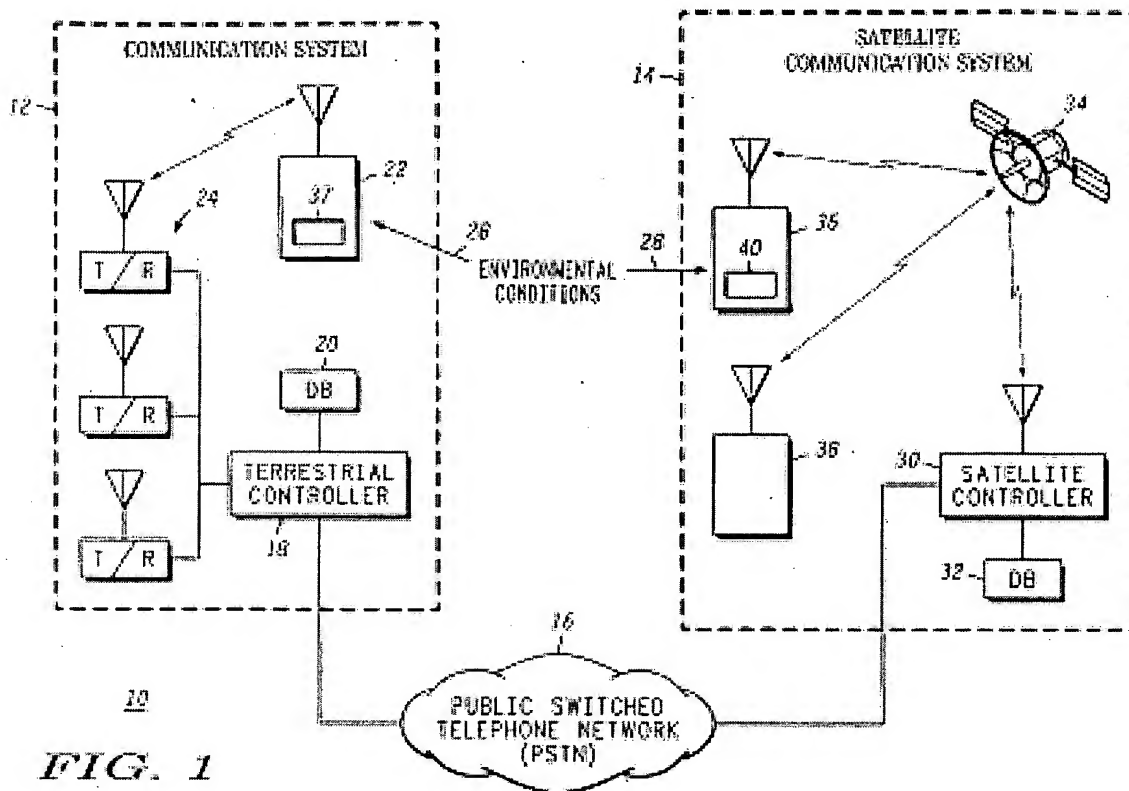 COMMUNICATION SYSTEM
SATELLITE
COMMUNICATION SYSTEM
12
14
34
24
37
22
26
ENVIRONMENTAL
CONDITIONS
28
40
36
T/R
T/R
T/R
20
DB
TERRESTRIAL
CONTROLLER
18
38
30
SATELLITE
CONTROLLER
32
DB
16
PUBLIC SWITCHED
TELEPHONE NETWORK
(PSTN)
10
FIG. 1